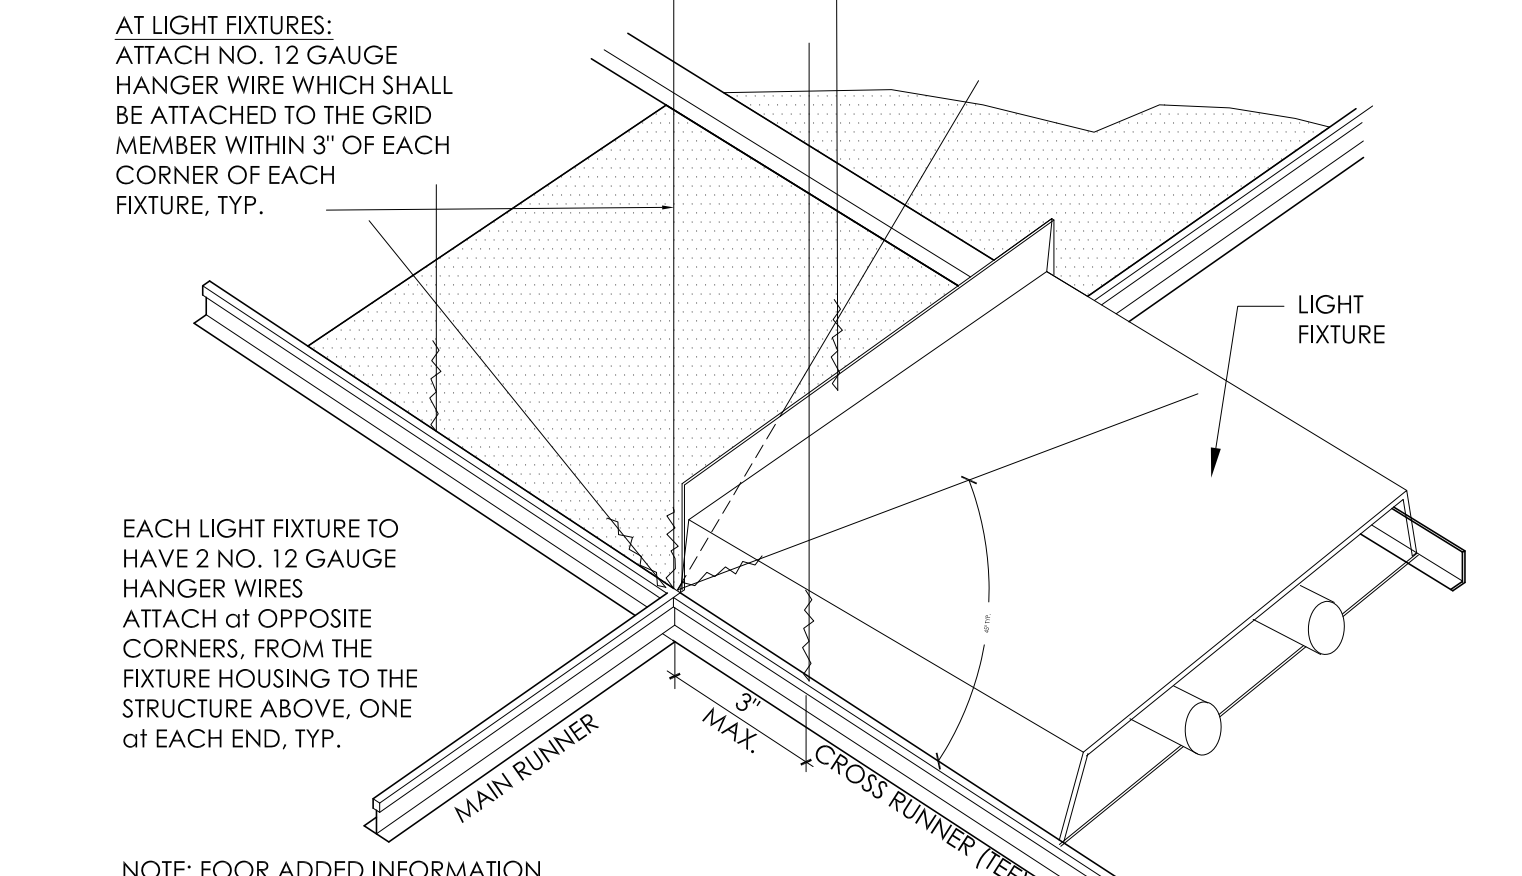 AT LIGHT FIXTURES:
ATTACH NO. 12 GAUGE
HANGER WIRE WHICH SHALL
BE ATTACHED TO THE GRID
MEMBER WITHIN 3" OF EACH
CORNER OF EACH
FIXTURE, TYP.
LIGHT
FIXTURE
EACH LIGHT FIXTURE TO
HAVE 2 NO. 12 GAUGE
HANGER WIRES
ATTACH at OPPOSITE
CORNERS, FROM THE
FIXTURE HOUSING TO THE
STRUCTURE ABOVE, ONE
at EACH END, TYP.
45° TYP.
3"
MAX.
MAIN RUNNER
CROSS RUNNER (TEE)
NOTE: FOOR ADDED INFORMATION